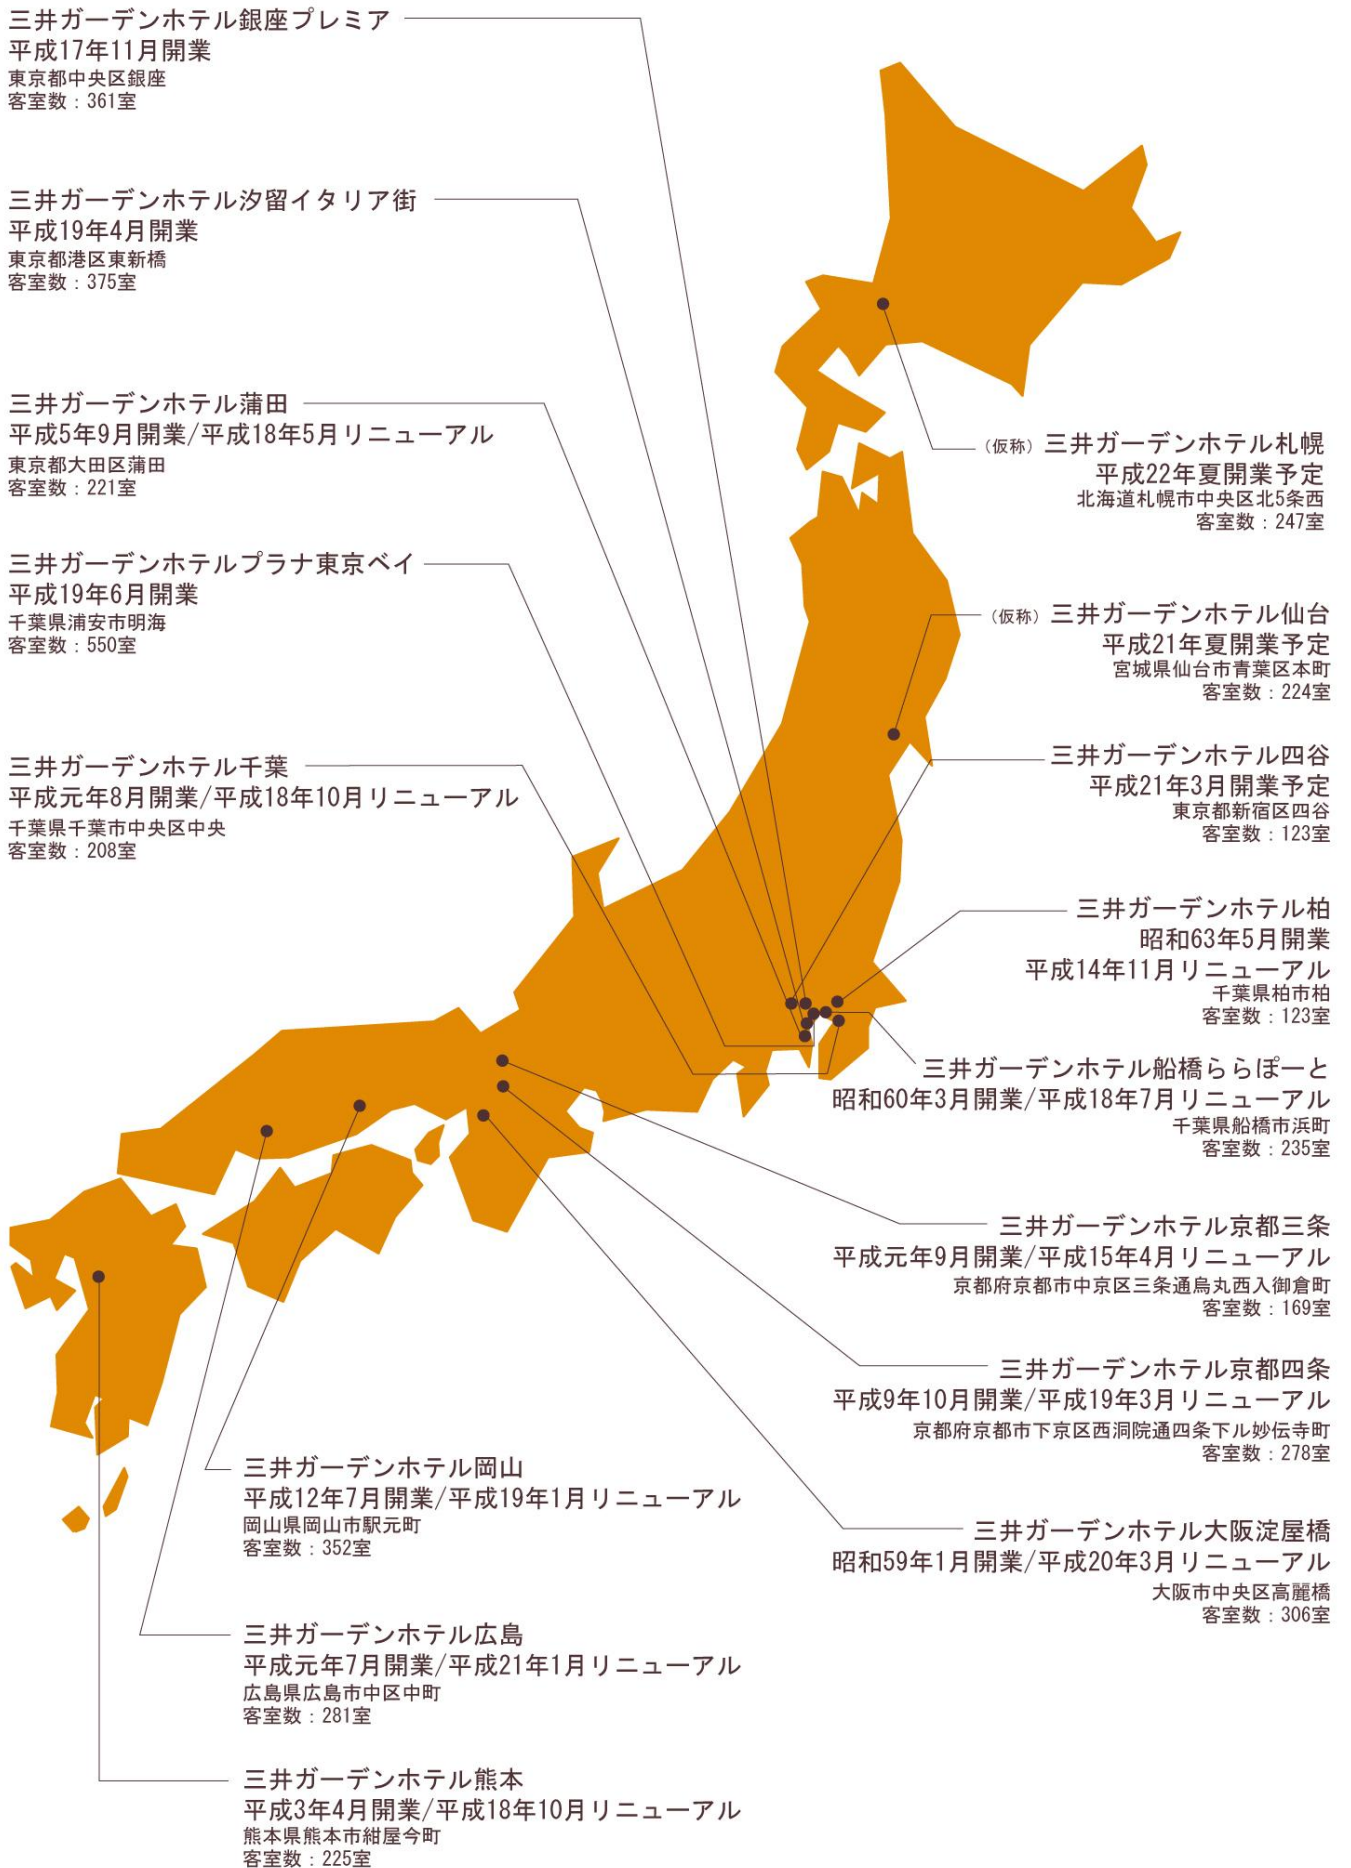 三井ガーデンホテル銀座プレミア
平成17年11月開業
東京都中央区銀座
客室数：361室
三井ガーデンホテル汐留イタリア街
平成19年4月開業
東京都港区東新橋
客室数：375室
三井ガーデンホテル蒲田
平成5年9月開業/平成18年5月リニューアル
東京都大田区蒲田
客室数：221室
三井ガーデンホテルプラナ東京ベイ
平成19年6月開業
千葉県浦安市明海
客室数：550室
三井ガーデンホテル千葉
平成元年8月開業/平成18年10月リニューアル
千葉県千葉市中央区中央
客室数：208室
（仮称）三井ガーデンホテル札幌
平成22年夏開業予定
北海道札幌市中央区北5条西
客室数：247室
（仮称）三井ガーデンホテル仙台
平成21年夏開業予定
宮城県仙台市青葉区本町
客室数：224室
三井ガーデンホテル四谷
平成21年3月開業予定
東京都新宿区四谷
客室数：123室
三井ガーデンホテル柏
昭和63年5月開業
平成14年11月リニューアル
千葉県柏市柏
客室数：123室
三井ガーデンホテル船橋ららぽーと
昭和60年3月開業/平成18年7月リニューアル
千葉県船橋市浜町
客室数：235室
三井ガーデンホテル京都三条
平成元年9月開業/平成15年4月リニューアル
京都府京都市中京区三条通烏丸西入御倉町
客室数：169室
三井ガーデンホテル京都四条
平成9年10月開業/平成19年3月リニューアル
京都府京都市下京区西洞院通四条下ル妙伝寺町
客室数：278室
三井ガーデンホテル大阪淀屋橋
昭和59年1月開業/平成20年3月リニューアル
大阪市中央区高麗橋
客室数：306室
三井ガーデンホテル岡山
平成12年7月開業/平成19年1月リニューアル
岡山県岡山市駅元町
客室数：352室
三井ガーデンホテル広島
平成元年7月開業/平成21年1月リニューアル
広島県広島市中区中町
客室数：281室
三井ガーデンホテル熊本
平成3年4月開業/平成18年10月リニューアル
熊本県熊本市紺屋今町
客室数：225室